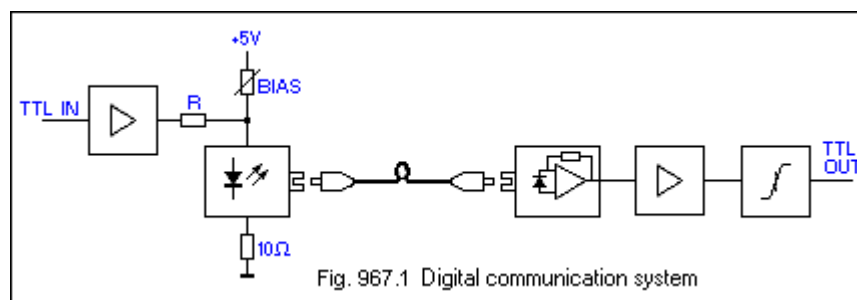 +5V
BIAS
TTL IN
R
TTL
OUT
10Ω
Fig. 967.1 Digital communication system